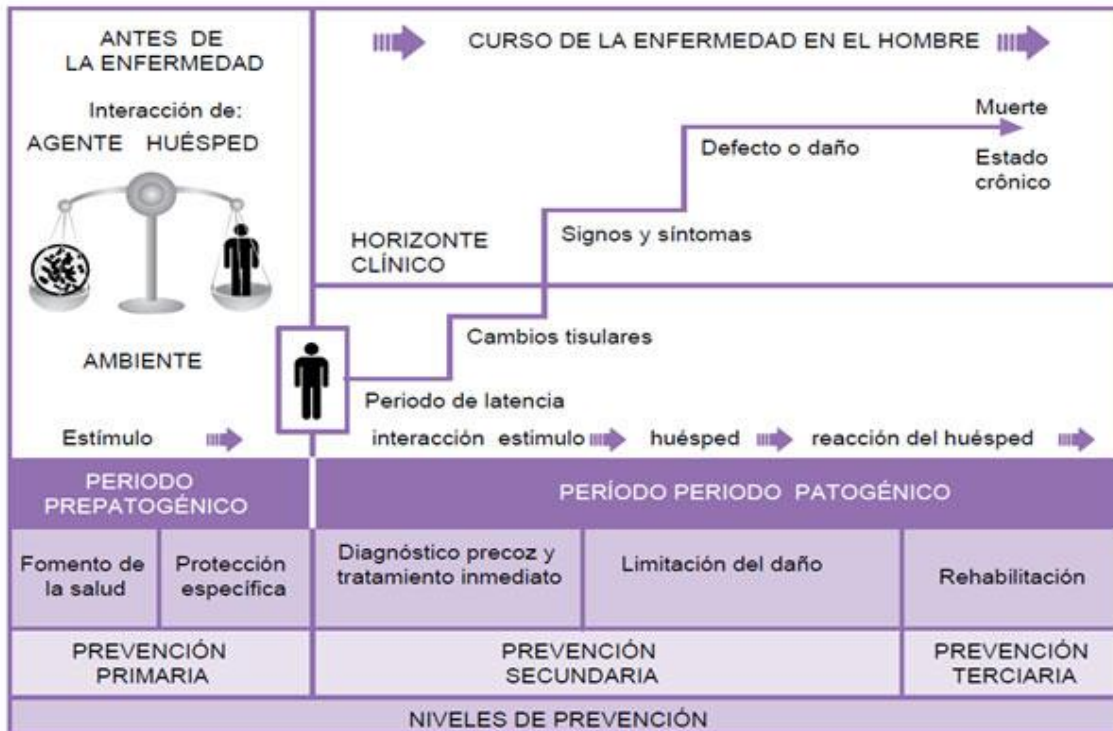 ANTES DE
LA ENFERMEDAD
Interacción de:
AGENTE HUÉSPED
AMBIENTE
Estímulo
CURSO DE LA ENFERMEDAD EN EL HOMBRE
Muerte
Defecto o daño
Estado
crônico
Signos y síntomas
HORIZONTE
CLÍNICO
Cambios tisulares
Periodo de latencia
interacción estimulo huésped reacción del huésped
PERIODO
PREPATOGÉNICO
PERÍODO PERIODO PATOGÉNICO
Fomento de
la salud
Protección
específica
Diagnóstico precoz y
tratamiento inmediato
Limitación del daño
Rehabilitación
PREVENCIÓN
PRIMARIA
PREVENCIÓN
SECUNDARIA
PREVENCIÓN
TERCIARIA
NIVELES DE PREVENCIÓN